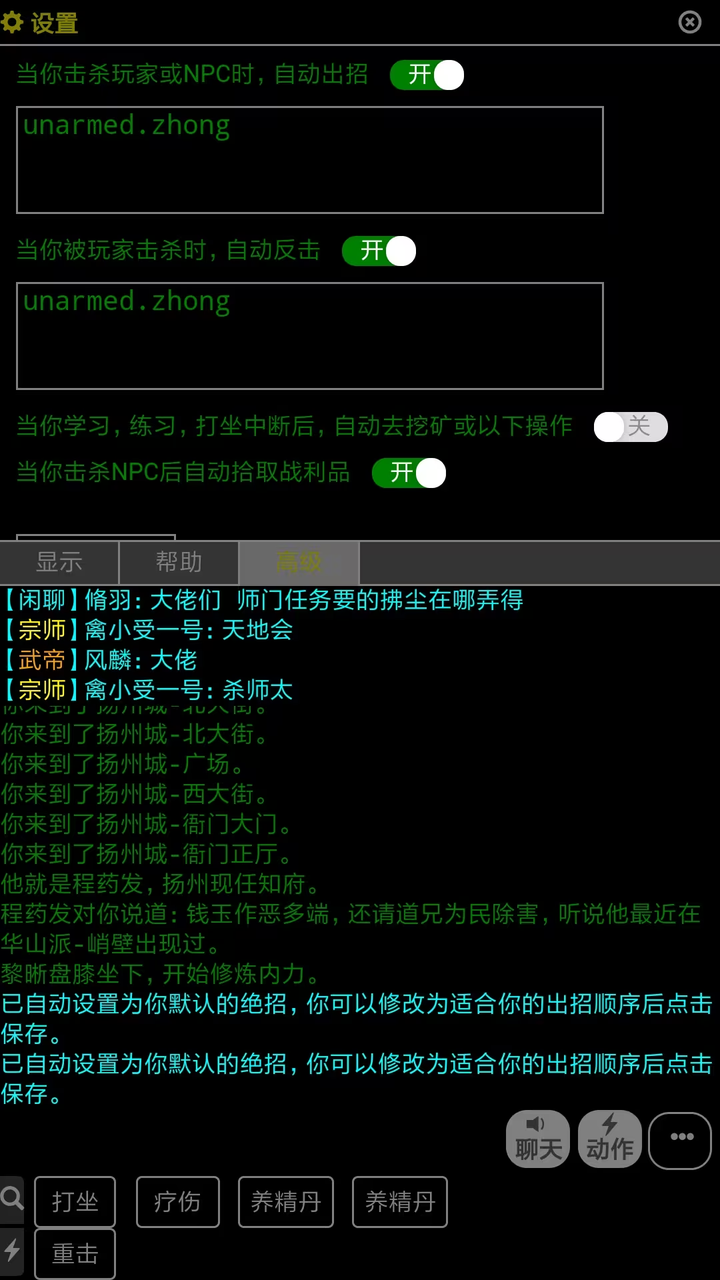 设置
当你击杀玩家或NPC时, 自动出招 开
unarmed.zhong
当你被玩家击杀时, 自动反击 开
unarmed.zhong
当你学习, 练习, 打坐中断后, 自动去挖矿或以下操作 关
当你击杀NPC后自动拾取战利品 开
显示 帮助 高级
【闲聊】脩羽: 大佬们 师门任务要的拂尘在哪弄得
【宗师】禽小受一号: 天地会
【武帝】风麟: 大佬
【宗师】禽小受一号: 杀师太
你来到了扬州城-北大街。
你来到了扬州城-北大街。
你来到了扬州城-广场。
你来到了扬州城-西大街。
你来到了扬州城-衙门大门。
你来到了扬州城-衙门正厅。
他就是程药发, 扬州现任知府。
程药发对你说道: 钱玉作恶多端, 还请道兄为民除害, 听说他最近在
华山派-峭壁出现过。
黎晰盘膝坐下, 开始修炼内力。
已自动设置为你默认的绝招, 你可以修改为适合你的出招顺序后点击
保存。
已自动设置为你默认的绝招, 你可以修改为适合你的出招顺序后点击
保存。
聊天 动作
打坐 疗伤 养精丹 养精丹
重击